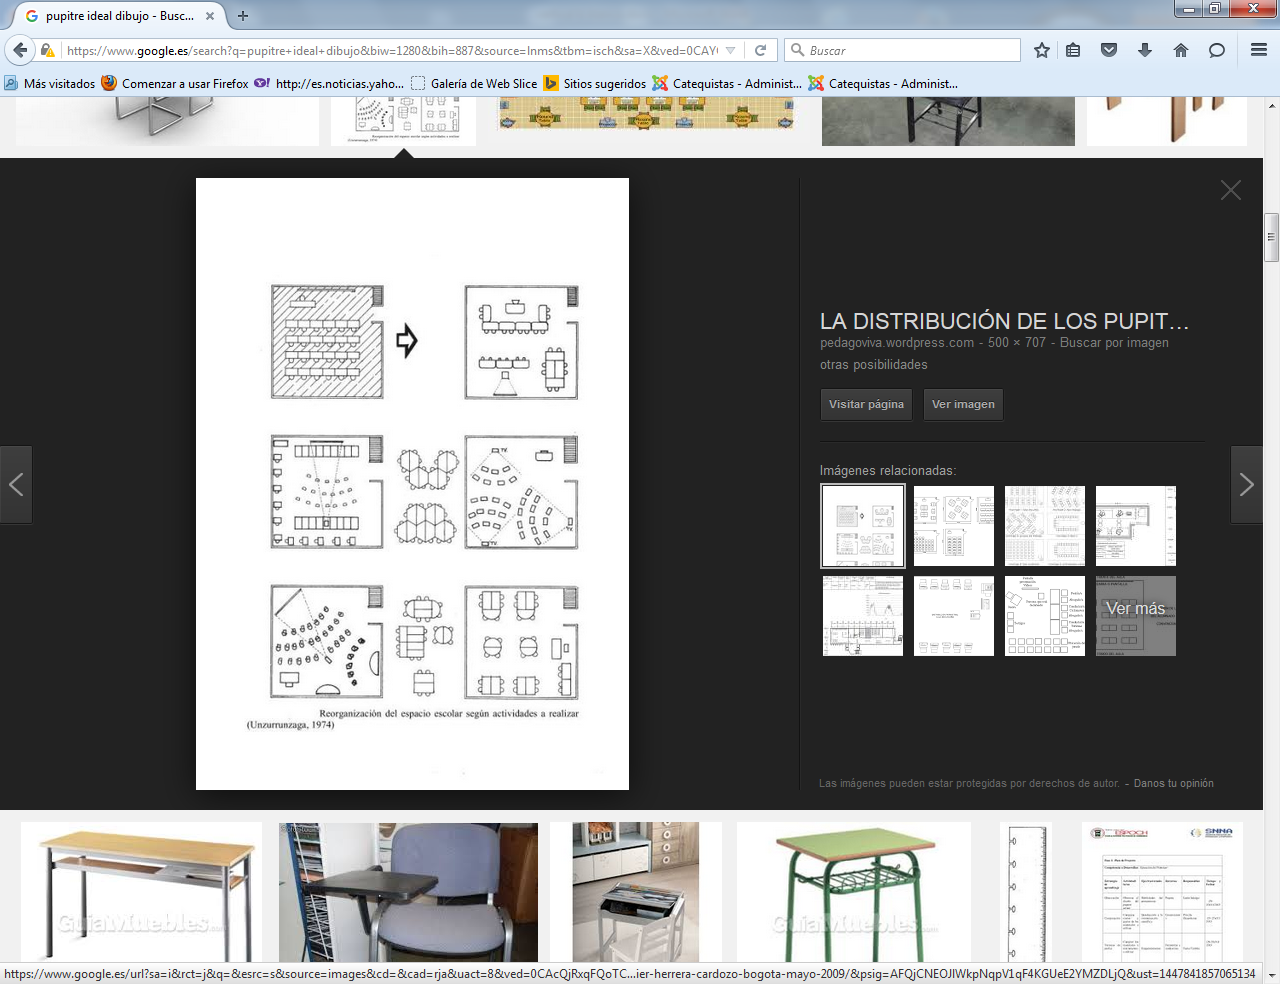 pupitre ideal dibujo - Busc...
https://www.google.es/search?q=pupitre+ideal+dibujo&biw=1280&bih=887&source=lnms&tbm=isch&sa=X&ved=0CAY
Buscar
Más visitados
Comenzar a usar Firefox
http://es.noticias.yaho...
Galería de Web Slice
Sitios sugeridos
Catequistas - Administ...
Catequistas - Administ...
LA DISTRIBUCIÓN DE LOS PUPIT...
pedagoviva.wordpress.com - 500 × 707 - Buscar por imagen
otras posibilidades
Visitar página
Ver imagen
Imágenes relacionadas:
Ver más
TV.
TV.
TV.
Reorganización del espacio escolar según actividades a realizar
(Unzurrunzaga, 1974)
Las imágenes pueden estar protegidas por derechos de autor. - Danos tu opinión
GuiaMuebles.com
GuiaMuebles
ESPOCH
SNNA
https://www.google.es/url?sa=i&rct=j&q=&esrc=s&source=images&cd=&cad=rja&uact=8&ved=0CAcQjRxqFQoTC...ier-herrera-cardozo-bogota-mayo-2009/&psig=AFQjCNEOJIWkpNqpV1qF4KGUeE2YMZDLjQ&ust=1447841857065134